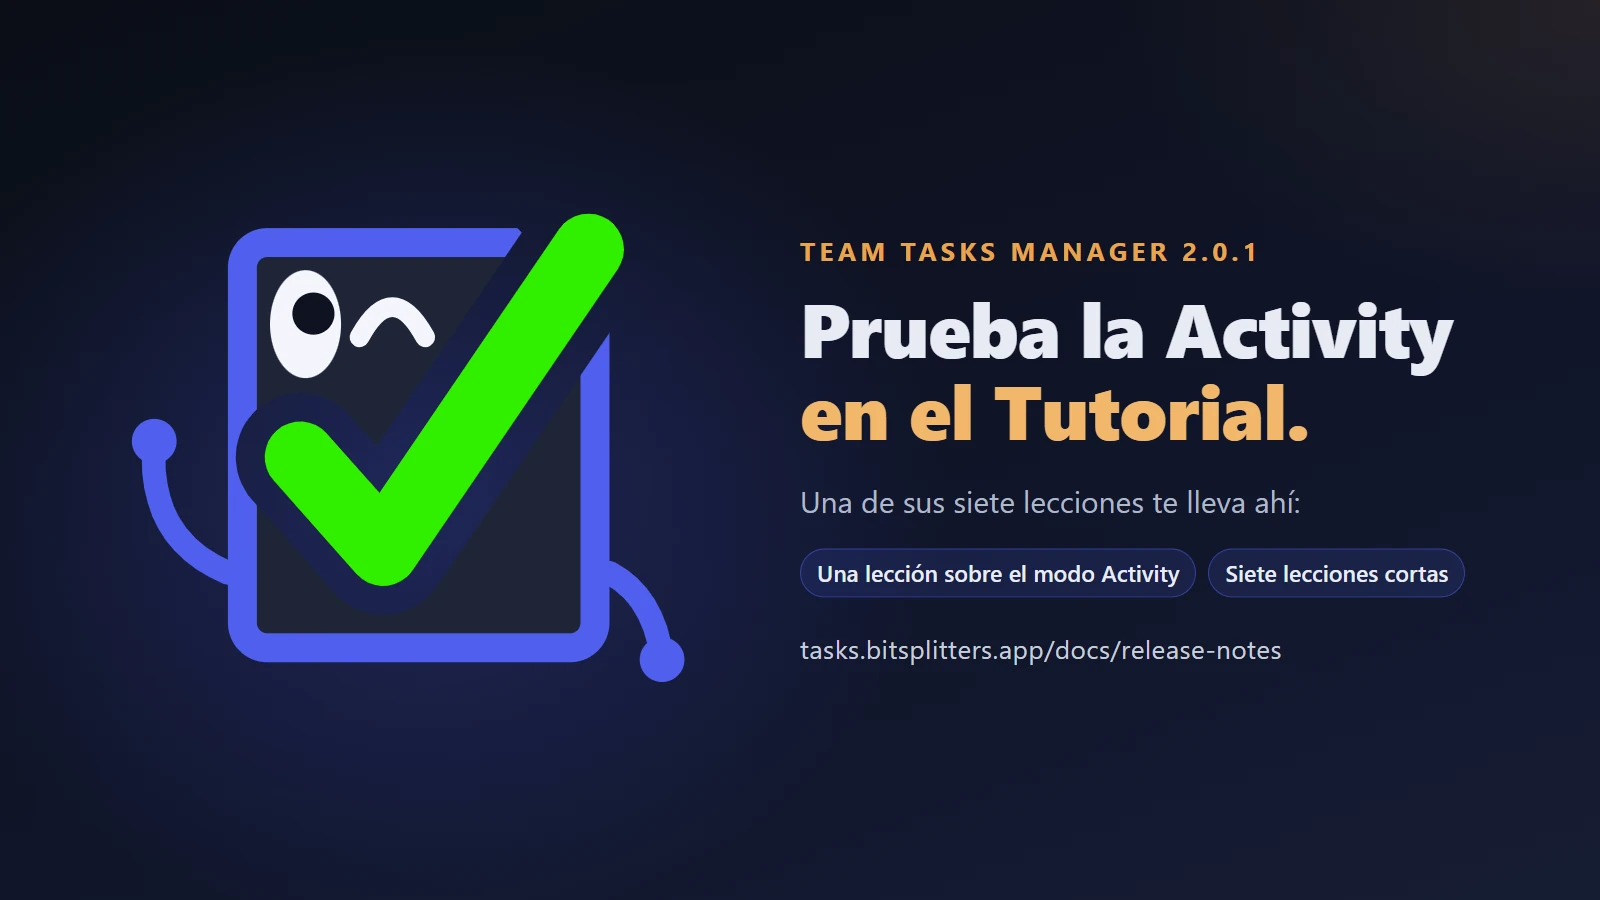 TEAM TASKS MANAGER 2.0.1
Prueba la Activity
en el Tutorial.
Una de sus siete lecciones te lleva ahí:
Una lección sobre el modo Activity
Siete lecciones cortas
tasks.bitsplitters.app/docs/release-notes